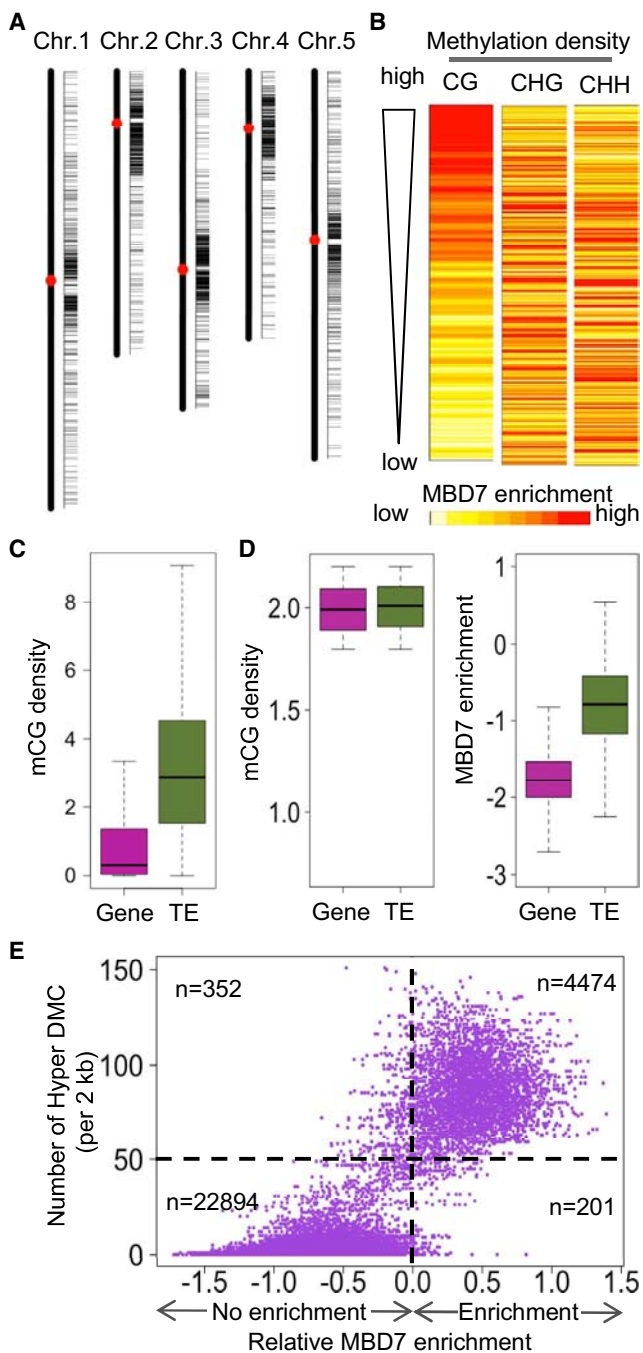 A
Chr.1 Chr.2 Chr.3 Chr.4 Chr.5
B
Methylation density
high
CG CHG CHH
low
MBD7 enrichment
low high
C
mCG density
8
6
4
2
0
Gene TE
D
mCG density
2.0
1.5
1.0
Gene TE
MBD7 enrichment
1
0
-1
-2
-3
Gene TE
E
Number of Hyper DMC
(per 2 kb)
150
100
50
0
n=352
n=4474
n=22894
n=201
-1.5 -1.0 -0.5 0.0 0.5 1.0 1.5
No enrichment Enrichment
Relative MBD7 enrichment